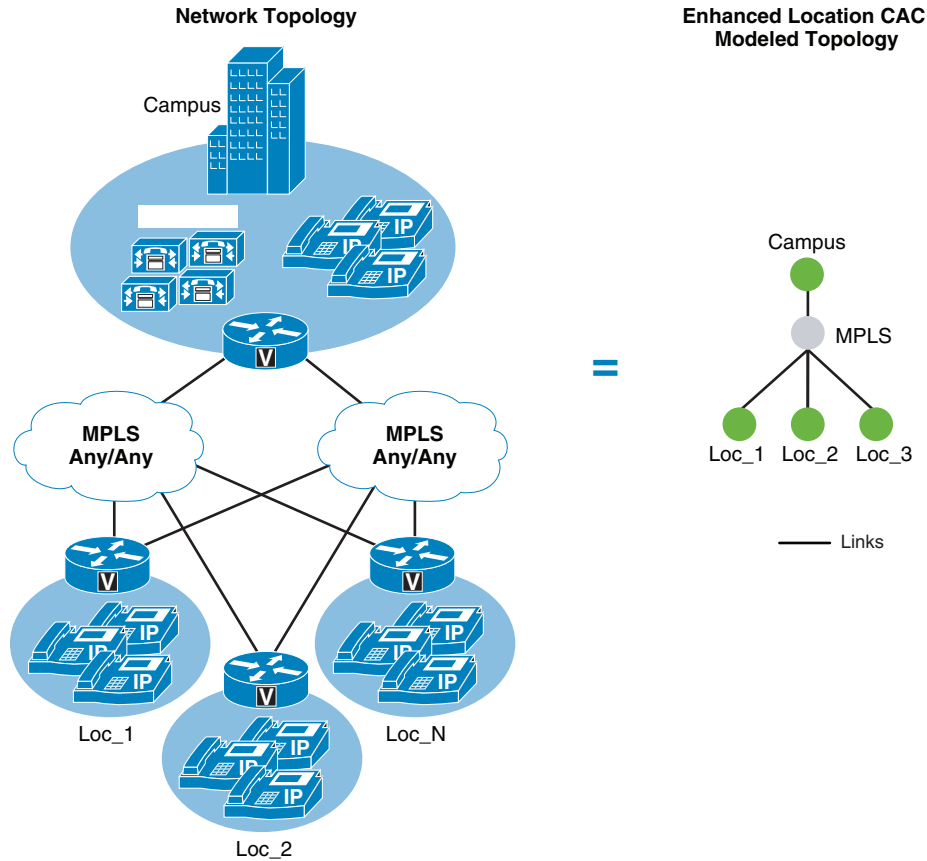 Network Topology
Enhanced Location CAC
Modeled Topology
Campus
IP
IP
IP
V
Campus
MPLS
=
MPLS
Any/Any
MPLS
Any/Any
Loc_1 Loc_2 Loc_3
Links
V
V
IP
IP
IP
IP
IP
IP
V
Loc_1
Loc_N
IP
IP
IP
Loc_2